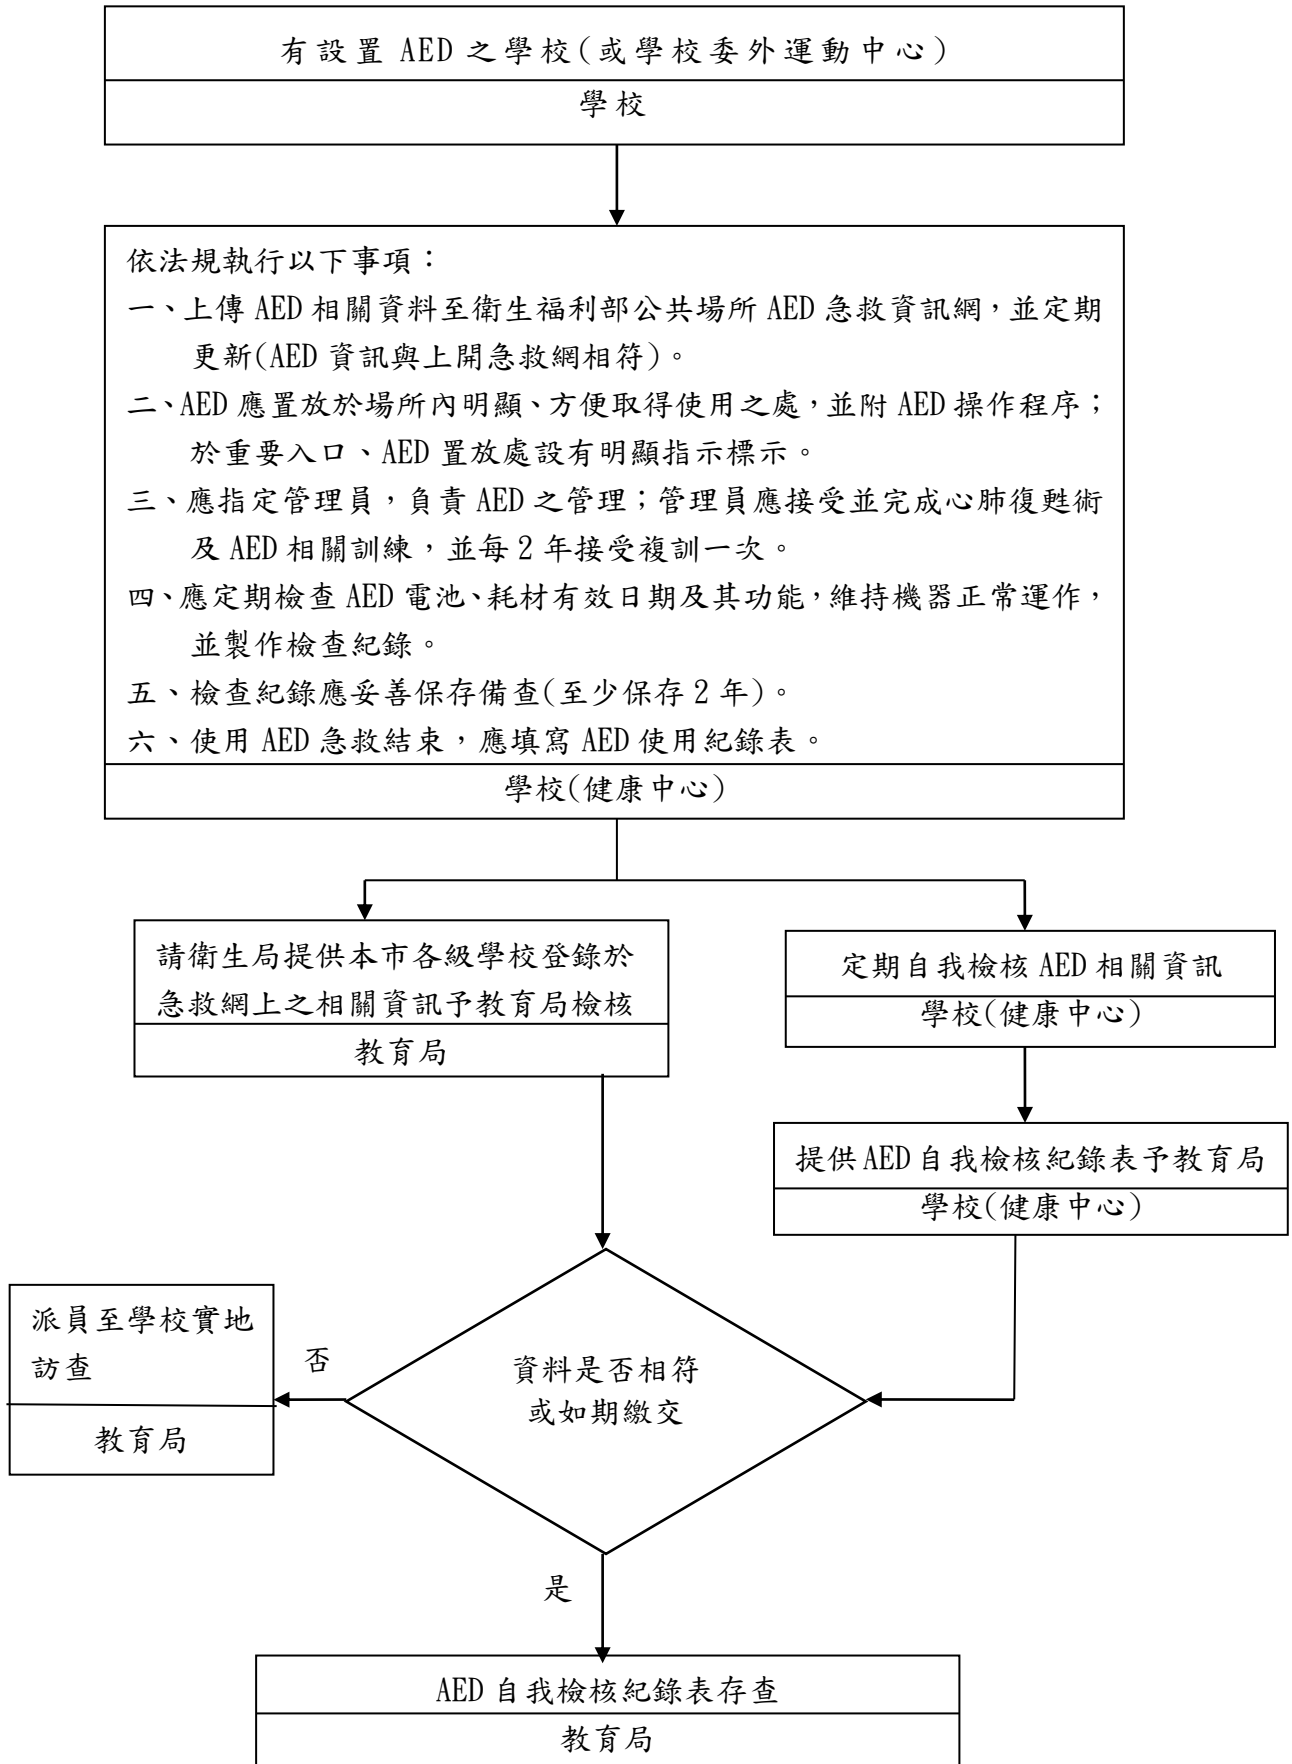 有設置 AED 之學校(或學校委外運動中心)
學校
依法規執行以下事項：
一、上傳 AED 相關資料至衛生福利部公共場所 AED 急救資訊網，並定期
更新(AED 資訊與上開急救網相符)。
二、AED 應置放於場所內明顯、方便取得使用之處，並附 AED 操作程序；
於重要入口、AED 置放處設有明顯指示標示。
三、應指定管理員，負責 AED 之管理；管理員應接受並完成心肺復甦術
及 AED 相關訓練，並每 2 年接受複訓一次。
四、應定期檢查 AED 電池、耗材有效日期及其功能，維持機器正常運作，
並製作檢查紀錄。
五、檢查紀錄應妥善保存備查(至少保存 2 年)。
六、使用 AED 急救結束，應填寫 AED 使用紀錄表。
學校(健康中心)
請衛生局提供本市各級學校登錄於
急救網上之相關資訊予教育局檢核
教育局
定期自我檢核 AED 相關資訊
學校(健康中心)
提供 AED 自我檢核紀錄表予教育局
學校(健康中心)
派員至學校實地
訪查
教育局
否
資料是否相符
或如期繳交
是
AED 自我檢核紀錄表存查
教育局